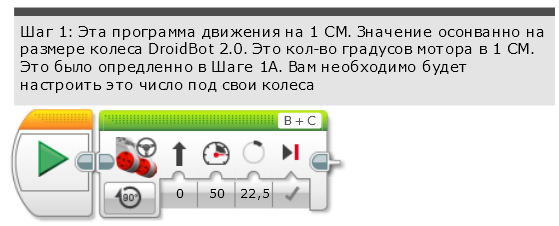 Шаг 1: Эта программа движения на 1 СМ. Значение осонванно на
размере колеса DroidBot 2.0. Это кол-во градусов мотора в 1 СМ.
Это было опредленно в Шаге 1А. Вам необходимо будет
настроить это число под свои колеса
B + C
90°
0 50 22,5